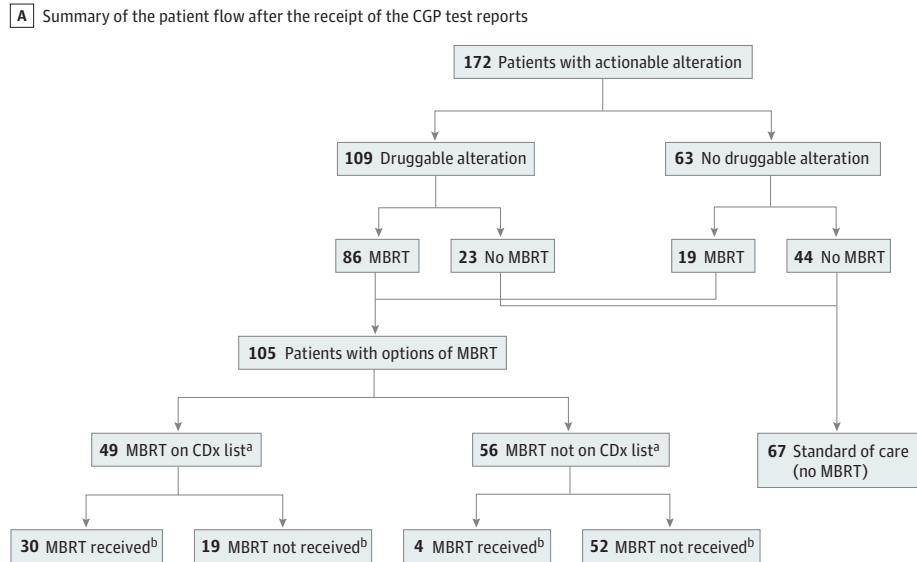 A Summary of the patient flow after the receipt of the CGP test reports
172 Patients with actionable alteration
109 Druggable alteration
63 No druggable alteration
86 MBRT
23 No MBRT
19 MBRT
44 No MBRT
105 Patients with options of MBRT
49 MBRT on CDx listᵃ
56 MBRT not on CDx listᵃ
67 Standard of care
(no MBRT)
30 MBRT receivedᵇ
19 MBRT not receivedᵇ
4 MBRT receivedᵇ
52 MBRT not receivedᵇ